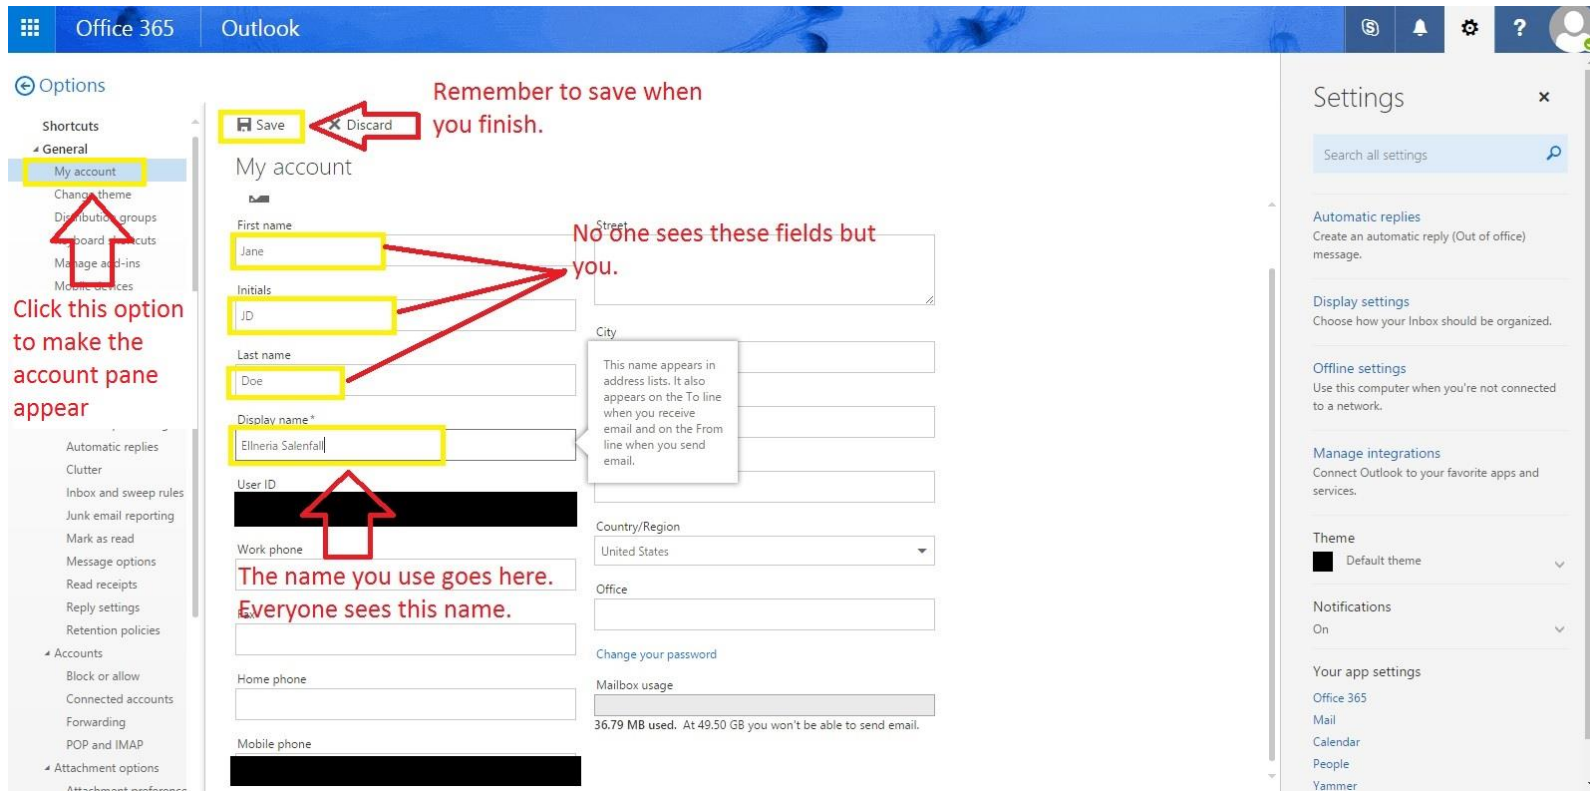 Office 365
Outlook
?
Options
Shortcuts
General
My account
Change theme
Distribution groups
Keyboard shortcuts
Manage add-ins
Mobile devices
Click this option
to make the
account pane
appear
Automatic replies
Clutter
Inbox and sweep rules
Junk email reporting
Mark as read
Message options
Read receipts
Reply settings
Retention policies
Accounts
Block or allow
Connected accounts
Forwarding
POP and IMAP
Attachment options
Attachment preference
Save
Discard
Remember to save when
you finish.
My account
First name
Jane
Initials
JD
Last name
Doe
Display name*
Ellneria Salenfall
User ID
Work phone
The name you use goes here.
Everyone sees this name.
Fax
Home phone
Mobile phone
Street
No one sees these fields but
you.
City
This name appears in
address lists. It also
appears on the To line
when you receive
email and on the From
line when you send
email.
Country/Region
United States
Office
Change your password
Mailbox usage
36.79 MB used. At 49.50 GB you won't be able to send email.
Settings
Search all settings
Automatic replies
Create an automatic reply (Out of office)
message.
Display settings
Choose how your Inbox should be organized.
Offline settings
Use this computer when you're not connected
to a network.
Manage integrations
Connect Outlook to your favorite apps and
services.
Theme
Default theme
Notifications
On
Your app settings
Office 365
Mail
Calendar
People
Yammer